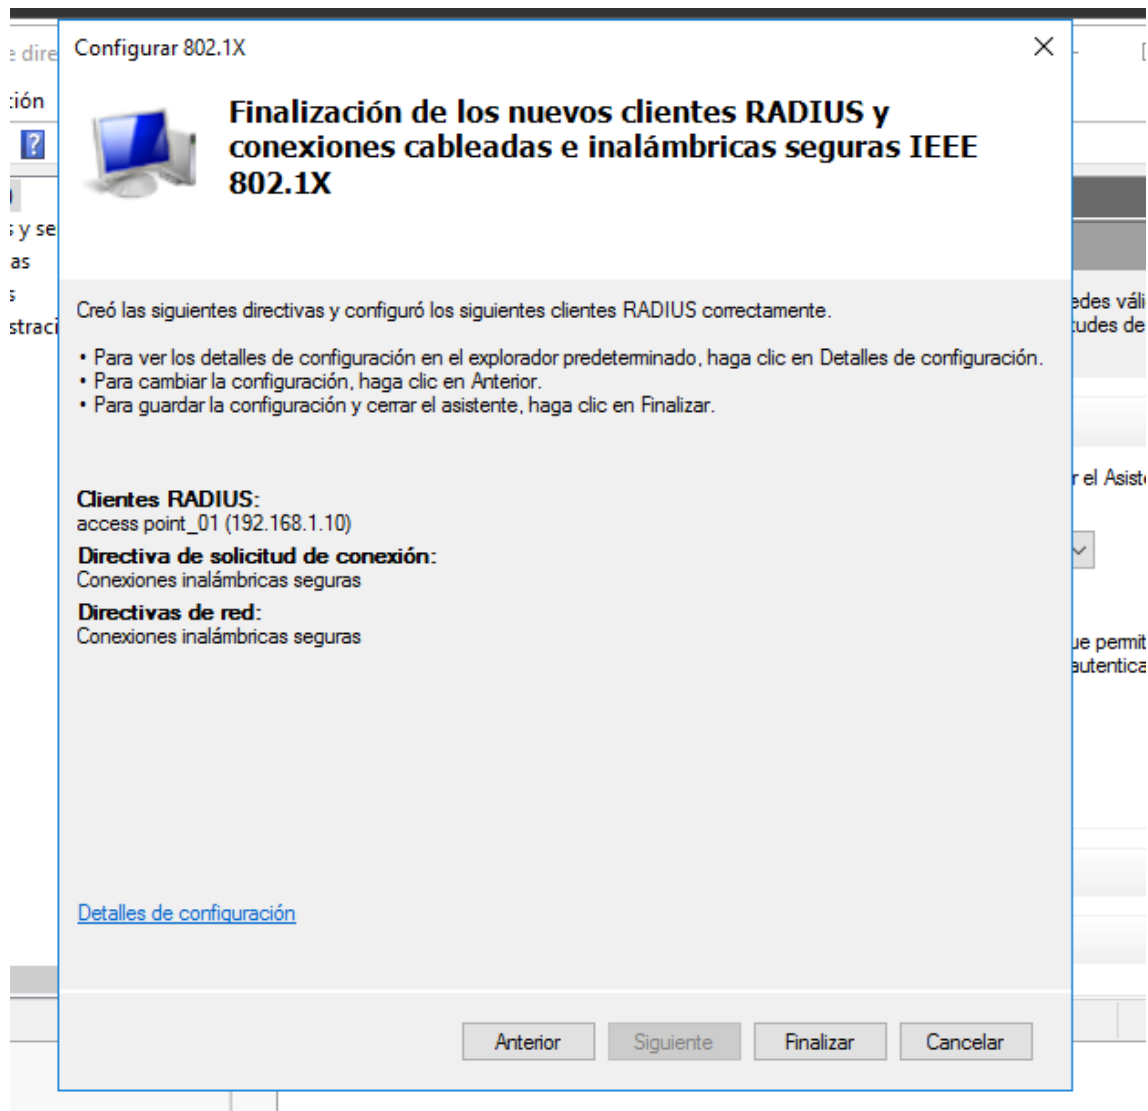 Configurar 802.1X
Finalización de los nuevos clientes RADIUS y
conexiones cableadas e inalámbricas seguras IEEE
802.1X
Creó las siguientes directivas y configuró los siguientes clientes RADIUS correctamente.
• Para ver los detalles de configuración en el explorador predeterminado, haga clic en Detalles de configuración.
• Para cambiar la configuración, haga clic en Anterior.
• Para guardar la configuración y cerrar el asistente, haga clic en Finalizar.
Clientes RADIUS:
access point_01 (192.168.1.10)
Directiva de solicitud de conexión:
Conexiones inalámbricas seguras
Directivas de red:
Conexiones inalámbricas seguras
Detalles de configuración
Anterior
Siguiente
Finalizar
Cancelar